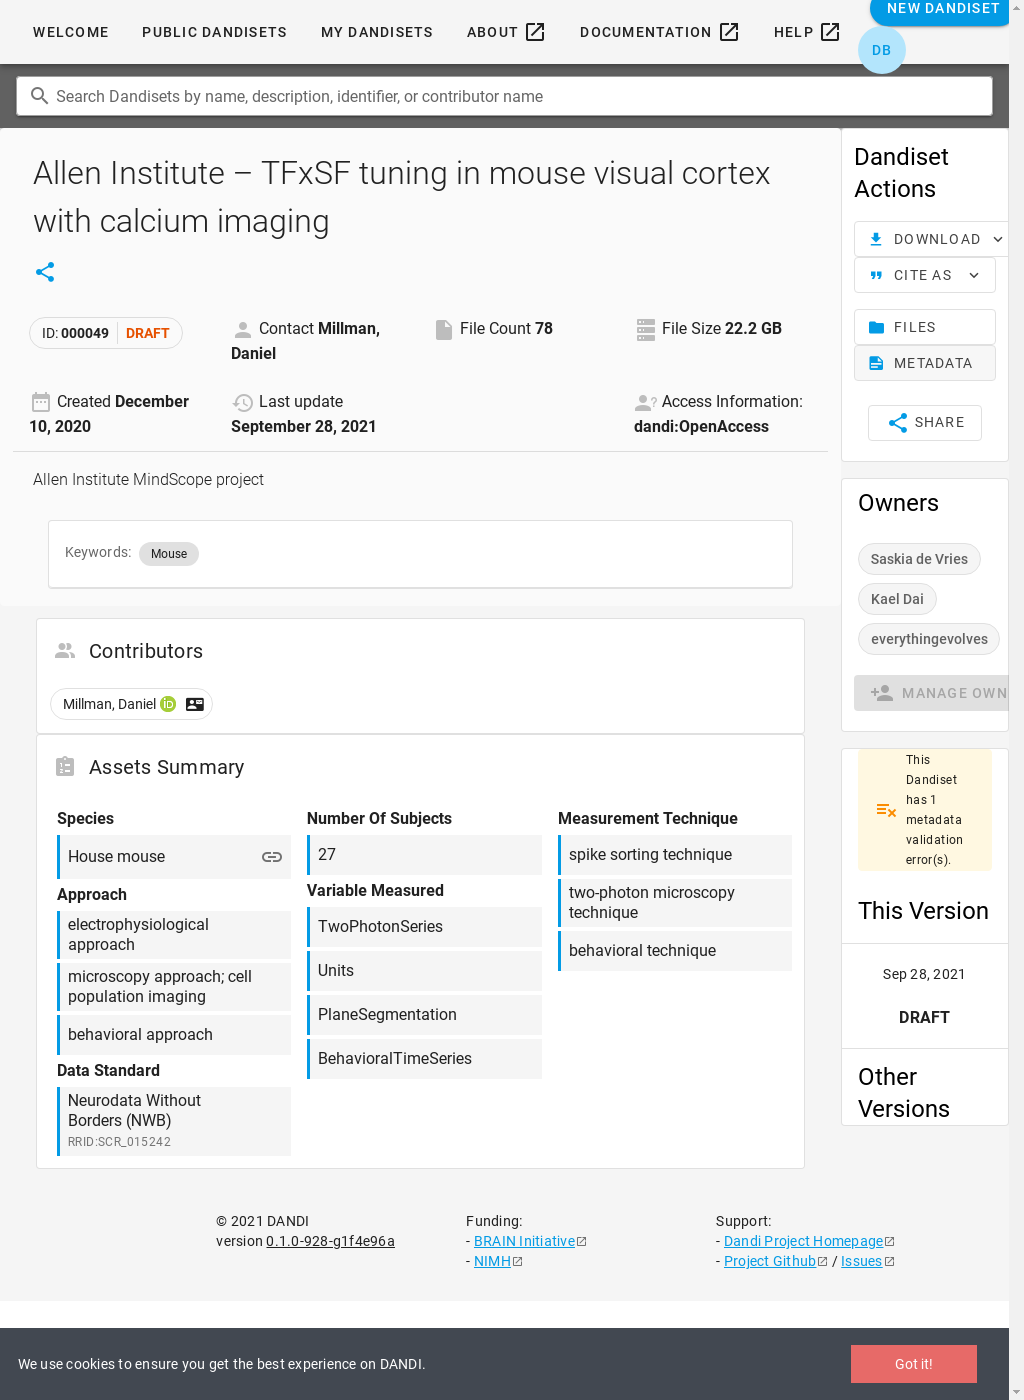 WELCOME
PUBLIC DANDISETS
MY DANDISETS
ABOUT
DOCUMENTATION
HELP
NEW DANDISET
DB
Search Dandisets by name, description, identifier, or contributor name
Allen Institute – TFxSF tuning in mouse visual cortex
with calcium imaging
ID: 000049 DRAFT
Contact Millman,
Daniel
File Count 78
File Size 22.2 GB
Created December
10, 2020
Last update
September 28, 2021
Access Information:
dandi:OpenAccess
Allen Institute MindScope project
Keywords: Mouse
Contributors
Millman, Daniel iD
Assets Summary
Species
House mouse
Approach
electrophysiological
approach
microscopy approach; cell
population imaging
behavioral approach
Data Standard
Neurodata Without
Borders (NWB)
RRID:SCR_015242
Number Of Subjects
27
Variable Measured
TwoPhotonSeries
Units
PlaneSegmentation
BehavioralTimeSeries
Measurement Technique
spike sorting technique
two-photon microscopy
technique
behavioral technique
Dandiset
Actions
DOWNLOAD
CITE AS
FILES
METADATA
SHARE
Owners
Saskia de Vries
Kael Dai
everythingevolves
MANAGE OWN
This
Dandiset
has 1
metadata
validation
error(s).
This Version
Sep 28, 2021
DRAFT
Other
Versions
© 2021 DANDI
version 0.1.0-928-g1f4e96a
Funding:
- BRAIN Initiative
- NIMH
Support:
- Dandi Project Homepage
- Project Github / Issues
We use cookies to ensure you get the best experience on DANDI.
Got it!